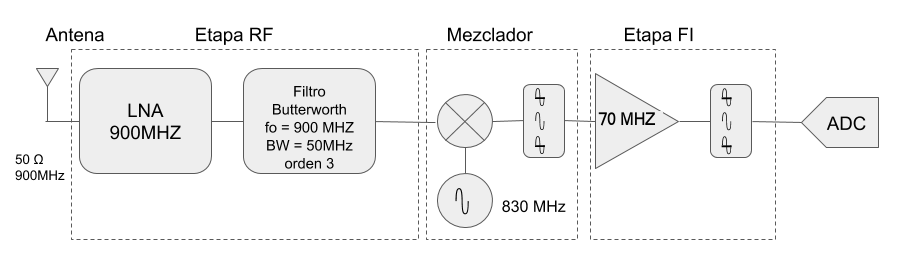 Antena
Etapa RF
Mezclador
Etapa FI
LNA
900MHZ
Filtro
Butterworth
fo = 900 MHZ
BW = 50MHz
orden 3
70 MHZ
ADC
50 Ω
900MHz
830 MHz